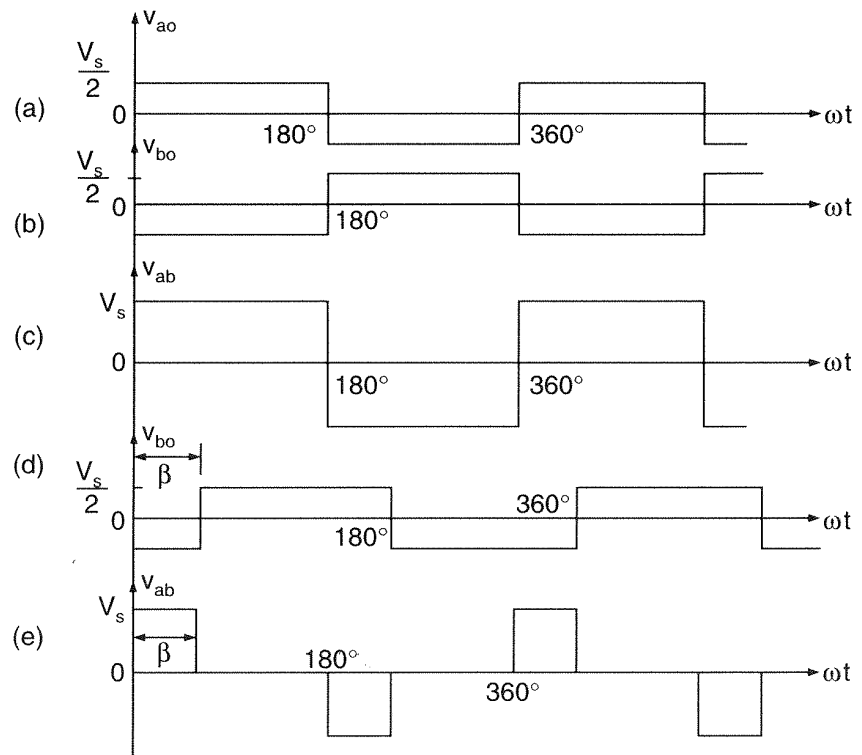 v_ao
V_s/2
(a)
0
ωt
180°
360°
v_bo
V_s/2
0
ωt
(b)
180°
v_ab
V_s
(c)
0
ωt
180°
360°
v_bo
(d)
β
V_s/2
360°
0
ωt
180°
v_ab
V_s
(e)
β
180°
0
ωt
360°